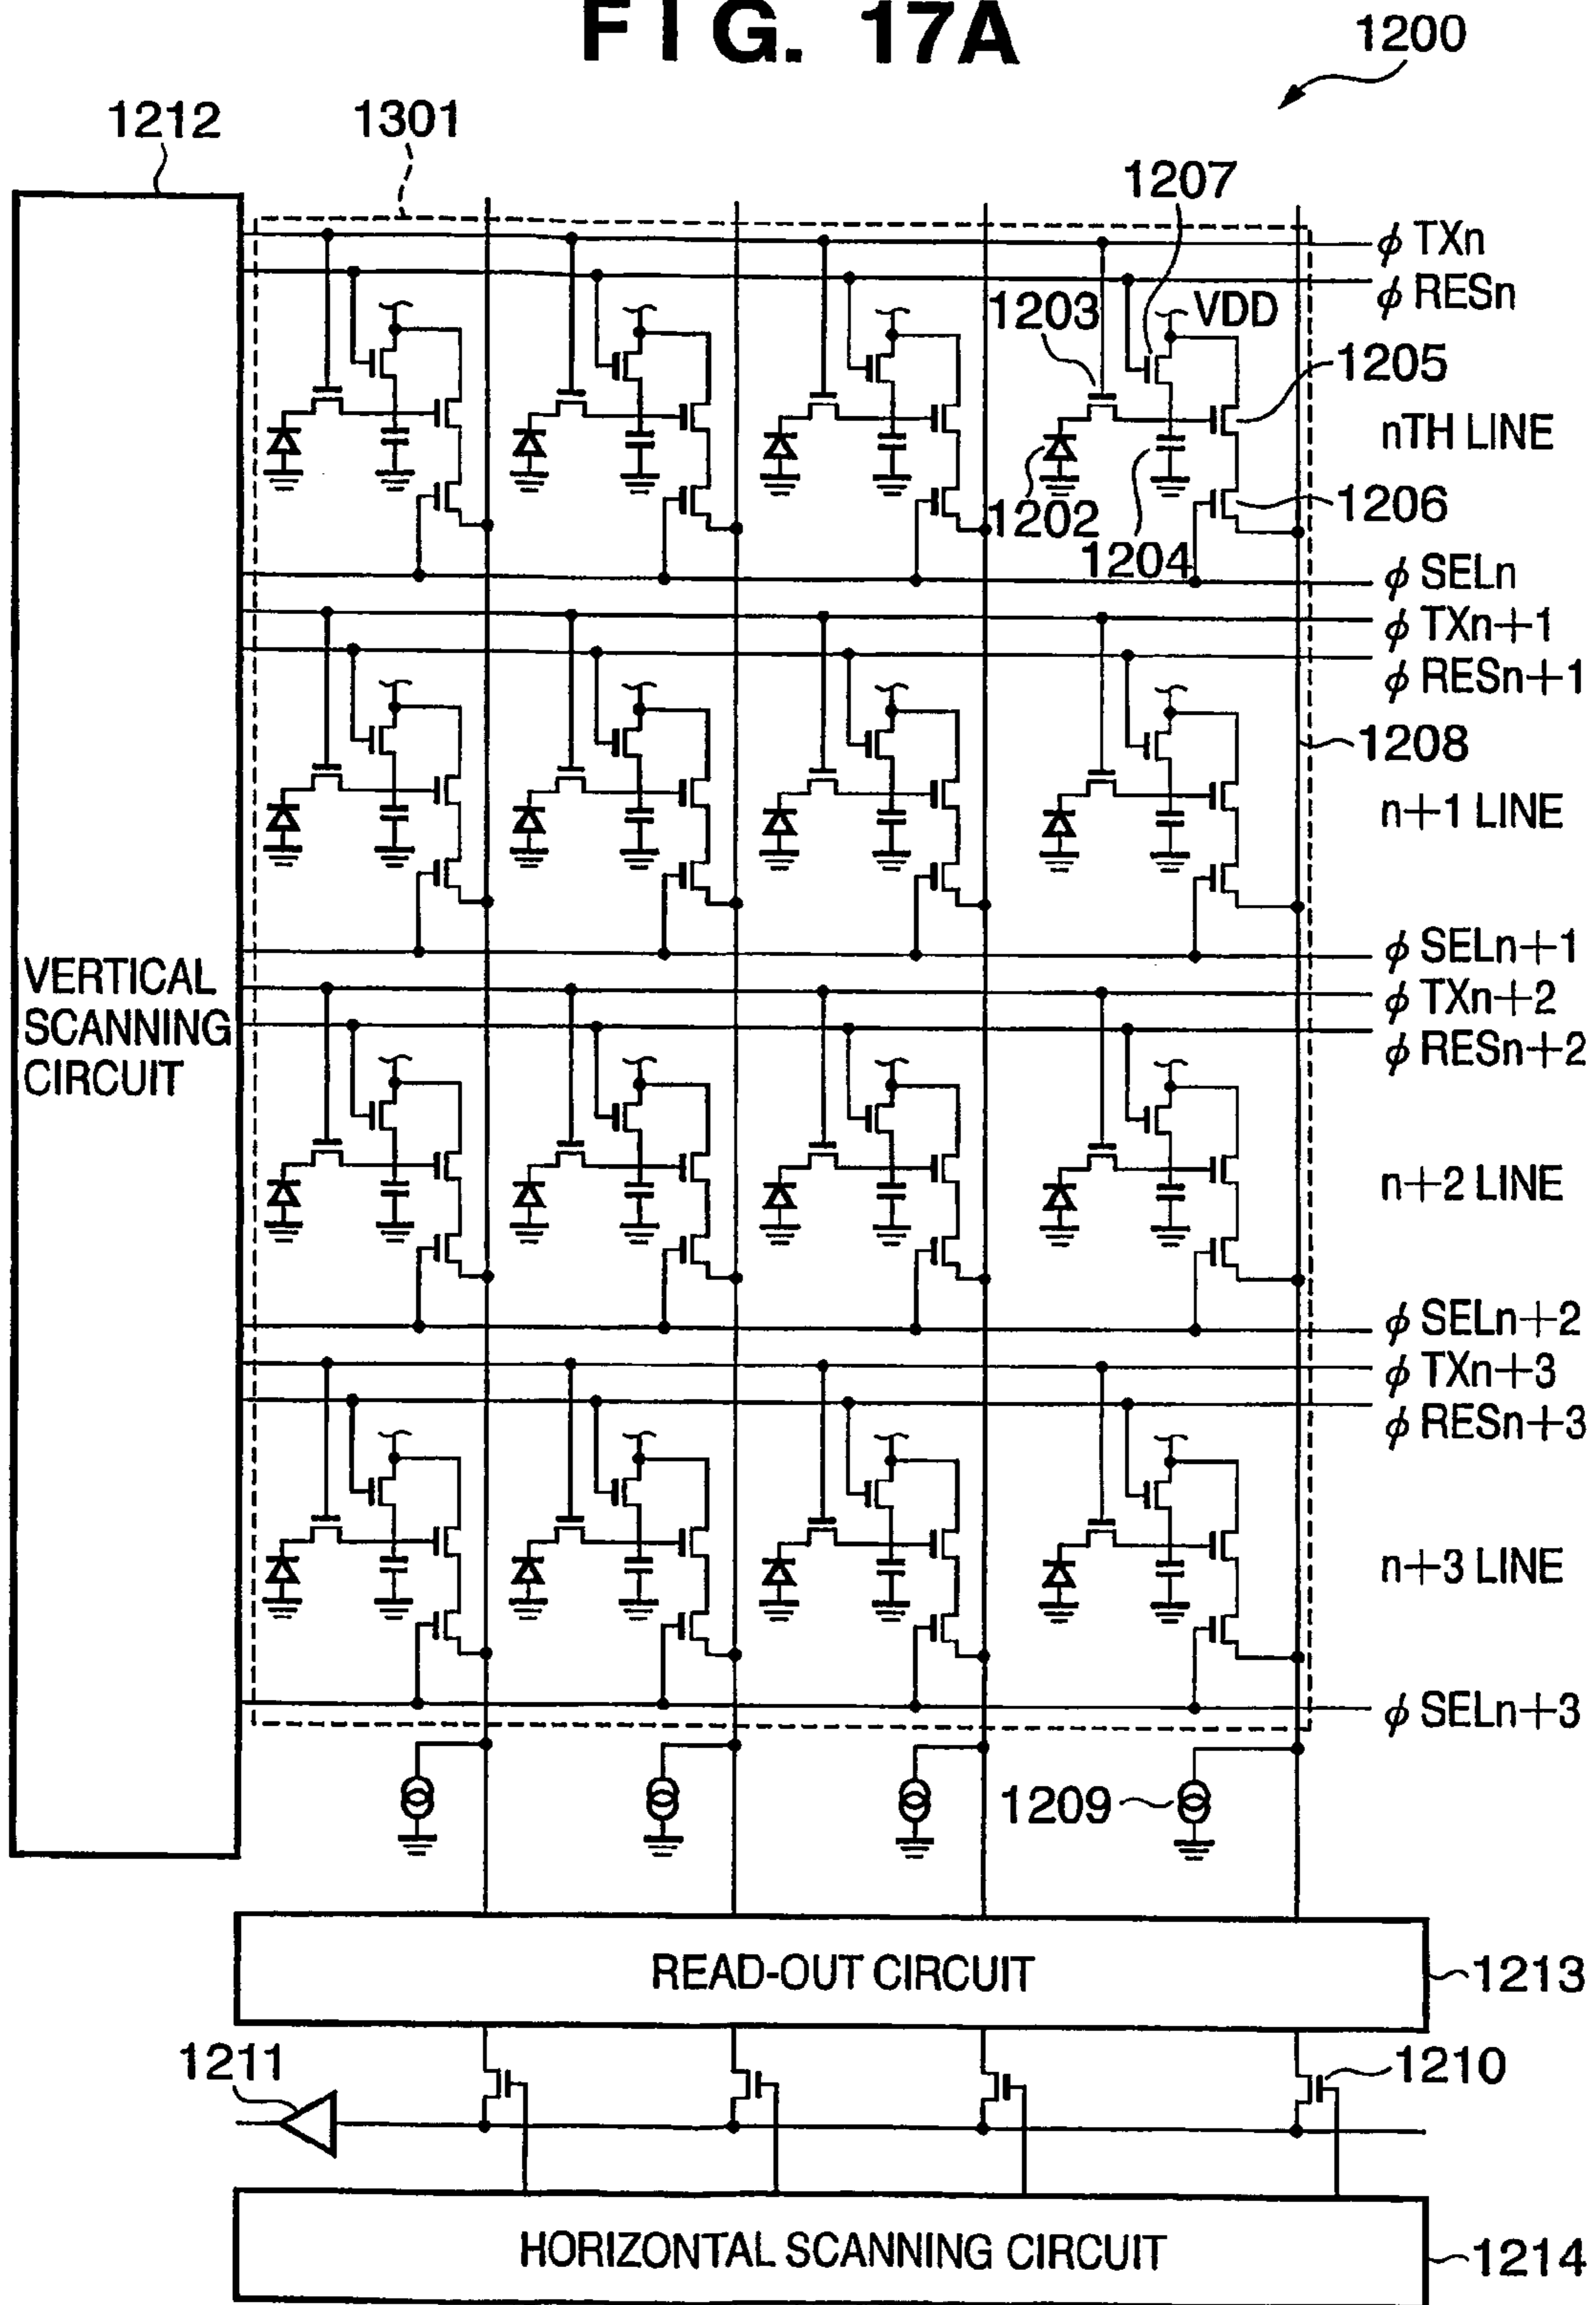 FIG. 17A
1200
1212
1301
1207
φ TXn
φ RESn
1203
VDD
1205
nTH LINE
1202
1204
1206
φ SELn
φ TXn+1
φ RESn+1
1208
n+1 LINE
φ SELn+1
VERTICAL
SCANNING
CIRCUIT
φ TXn+2
φ RESn+2
n+2 LINE
φ SELn+2
φ TXn+3
φ RESn+3
n+3 LINE
φ SELn+3
1209
READ-OUT CIRCUIT
1213
1211
1210
HORIZONTAL SCANNING CIRCUIT
1214